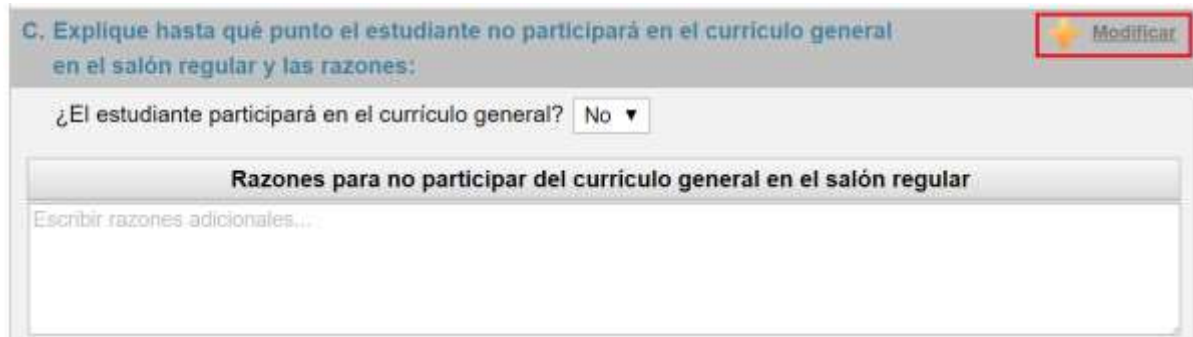 C. Explique hasta qué punto el estudiante no participará en el currículo general
en el salón regular y las razones:
Modificar
¿El estudiante participará en el currículo general? No ▼
Razones para no participar del currículo general en el salón regular
Escribir razones adicionales...